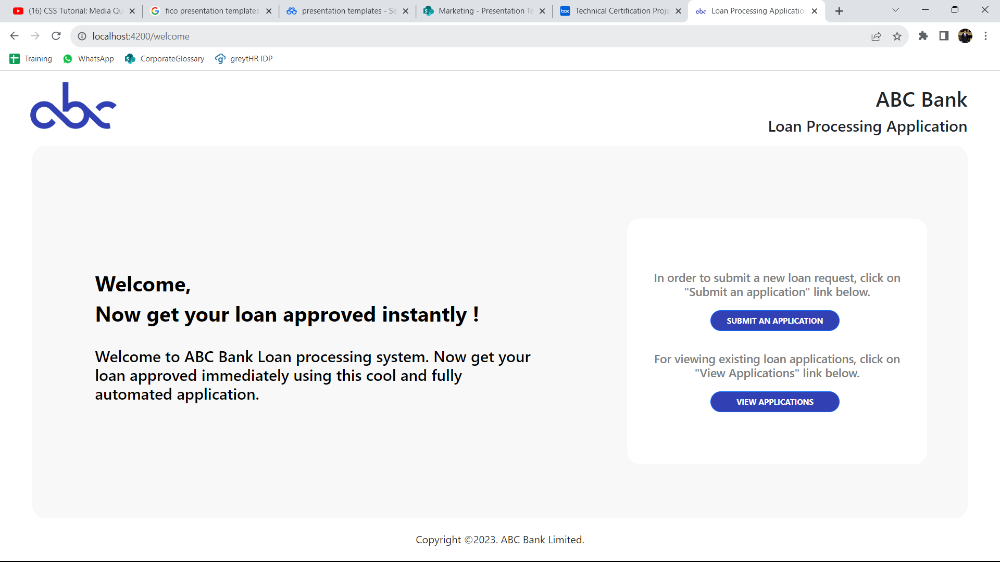 (16) CSS Tutorial: Media Qu
fico presentation templates
presentation templates - Se
Marketing - Presentation Te
Technical Certification Proje
Loan Processing Application
localhost:4200/welcome
Training
WhatsApp
CorporateGlossary
greytHR IDP
abc
ABC Bank
Loan Processing Application
Welcome,
Now get your loan approved instantly !
Welcome to ABC Bank Loan processing system. Now get your
loan approved immediately using this cool and fully
automated application.
In order to submit a new loan request, click on
"Submit an application" link below.
SUBMIT AN APPLICATION
For viewing existing loan applications, click on
"View Applications" link below.
VIEW APPLICATIONS
Copyright ©2023. ABC Bank Limited.